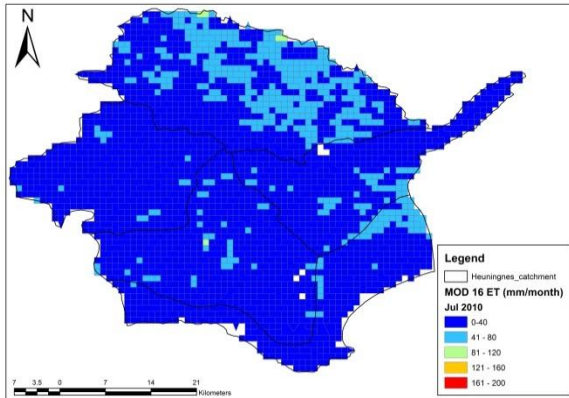 N
Legend
Heuningnes_catchment
MOD 16 ET (mm/month)
Jul 2010
0-40
41 - 80
81 - 120
121 - 160
161 - 200
7 3.5 0 7 14 21
Kilometers